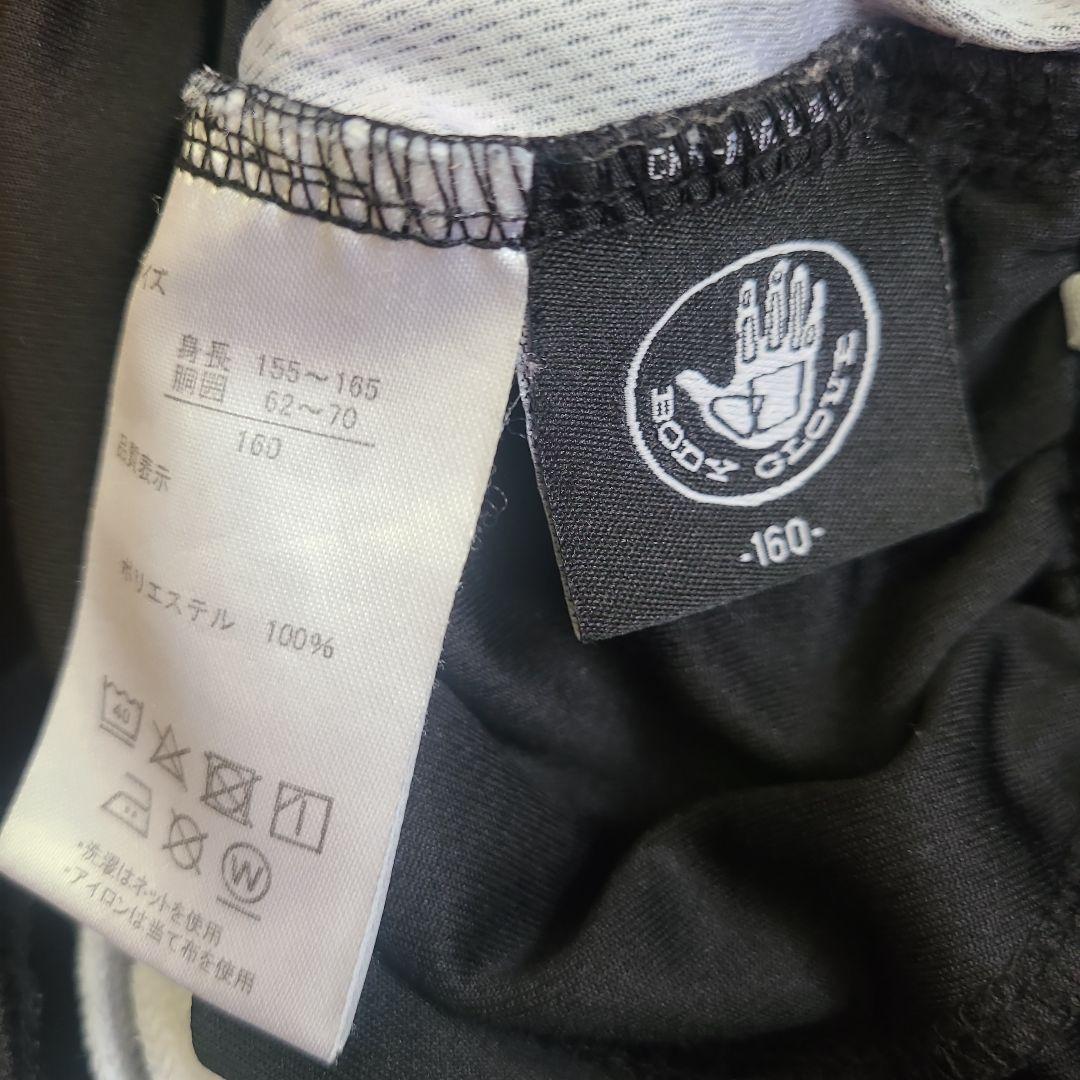 イズ
身長 155～165
胴囲 62～70
160
品質表示
ポリエステル 100%
40
W
*洗濯はネットを使用
*アイロンは当て布を使用
BODY GLOVE
-160-